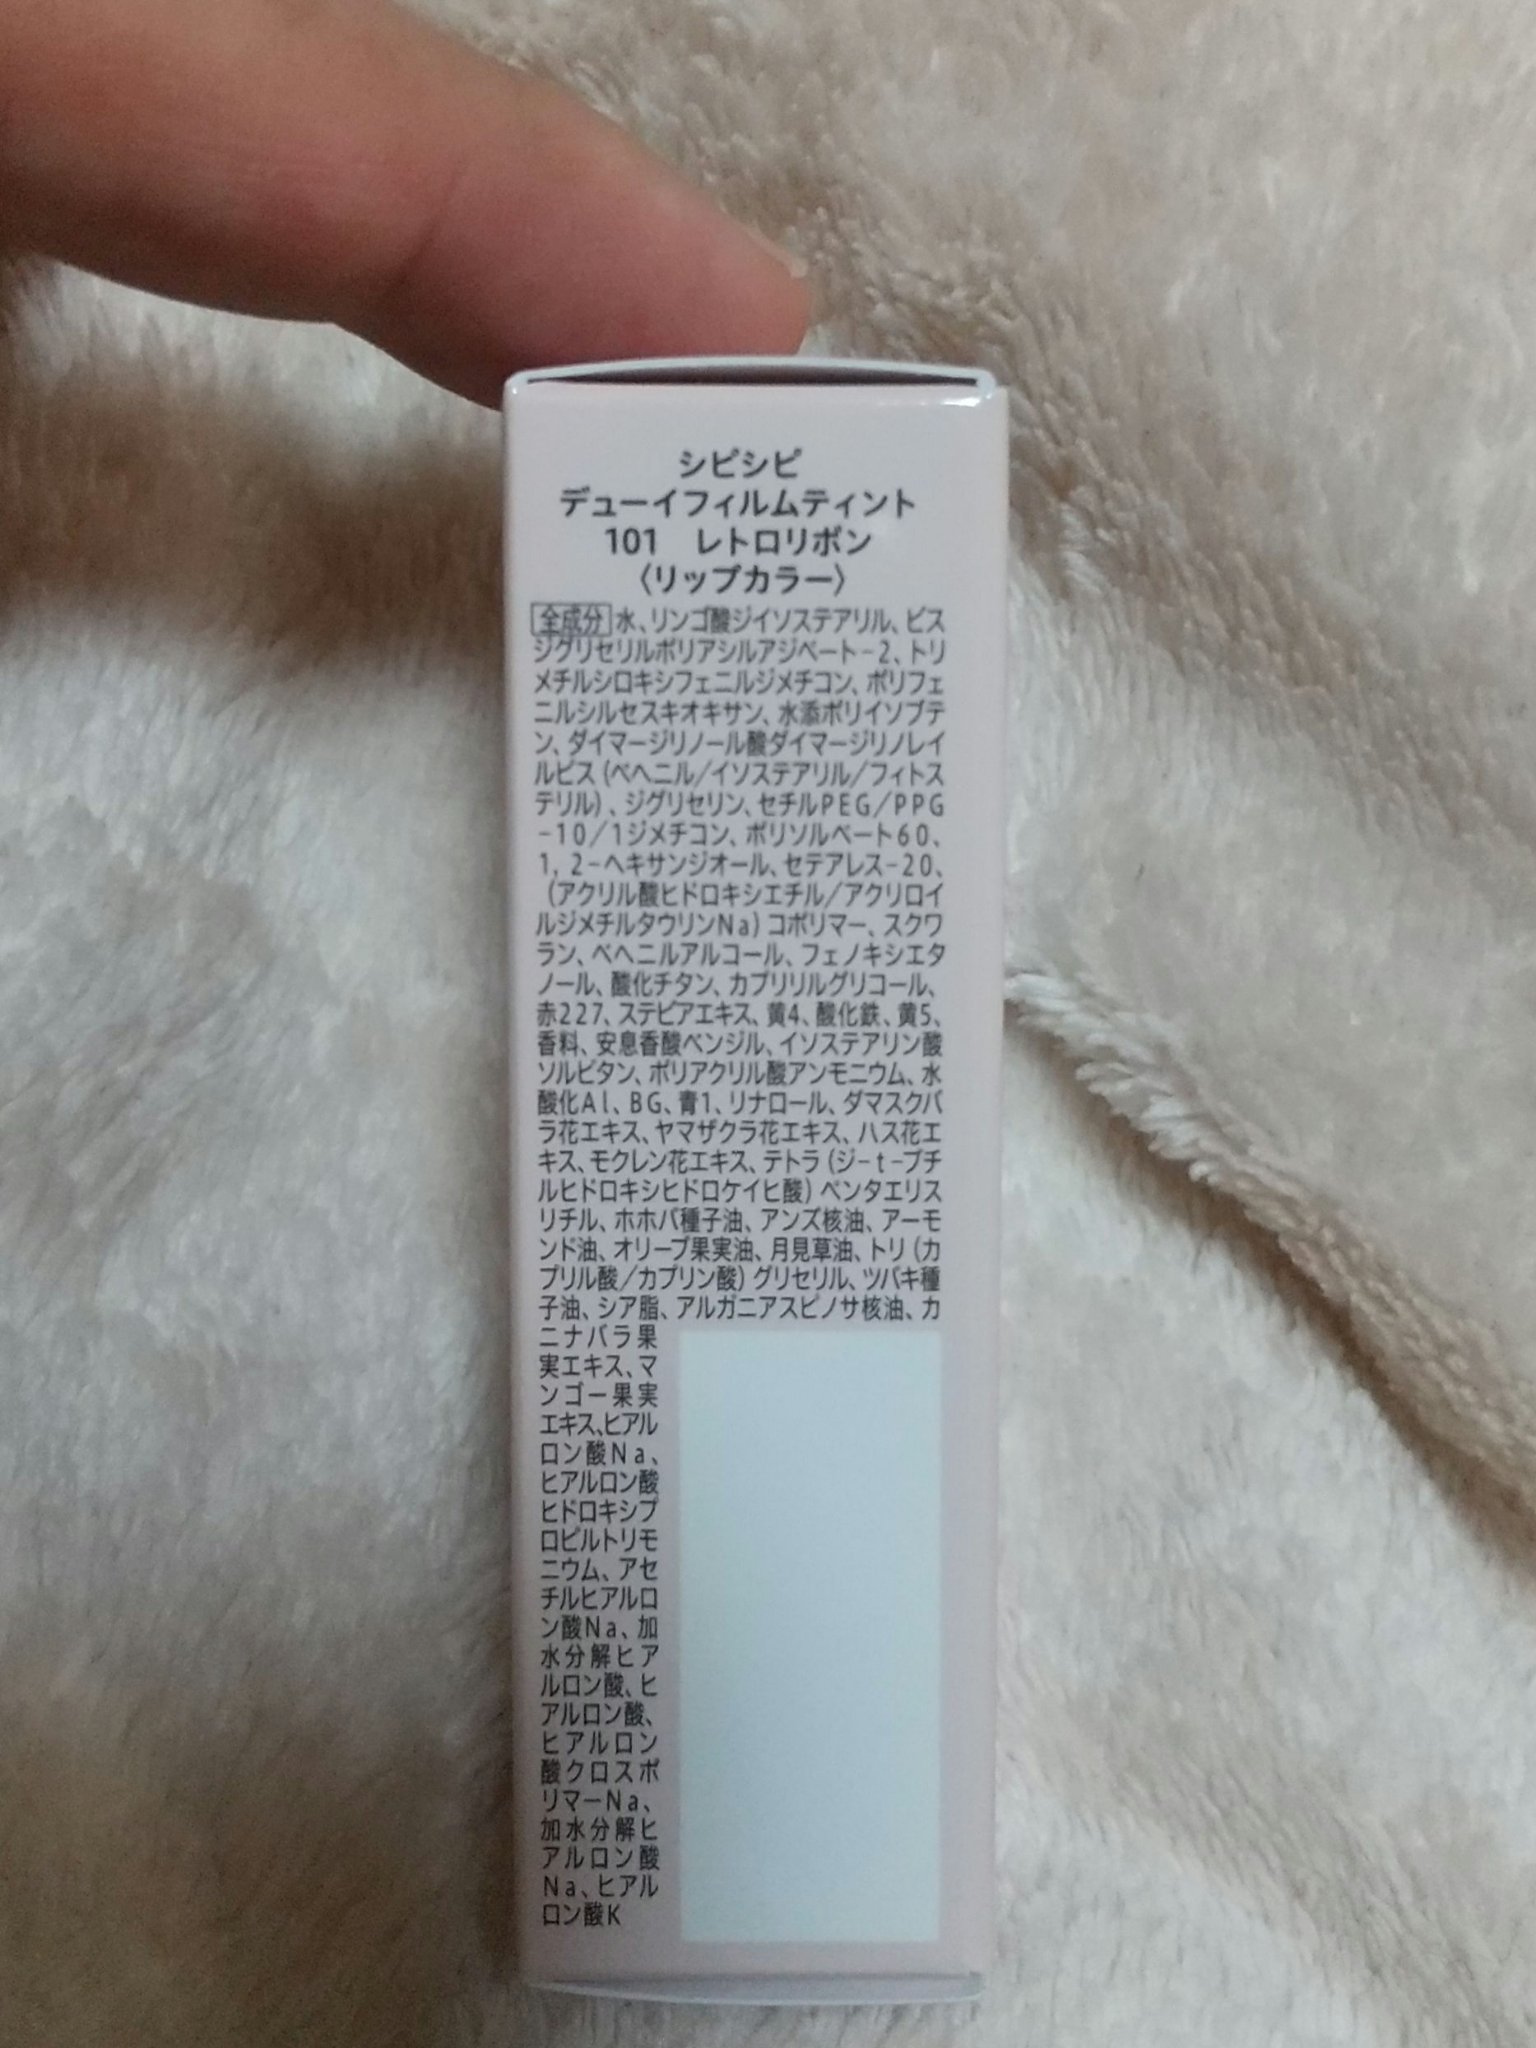 シピシピ
デューイフィルムティント
101　レトロリボン
〈リップカラー〉
全成分 水、リンゴ酸ジイソステアリル、ビス
ジグリセリルポリアシルアジペート-2、トリ
メチルシロキシフェニルジメチコン、ポリフェ
ニルシルセスキオキサン、水添ポリイソブテ
ン、ダイマージリノール酸ダイマージリノレイ
ルビス(ベヘニル/イソステアリル/フィトス
テリル)、ジグリセリン、セチルPEG/PPG
-10/1ジメチコン、ポリソルベート60、
1, 2-ヘキサンジオール、セテアレス-20、
(アクリル酸ヒドロキシエチル/アクリロイ
ルジメチルタウリンNa)コポリマー、スクワ
ラン、ベヘニルアルコール、フェノキシエタ
ノール、酸化チタン、カプリリルグリコール、
赤227、ステビアエキス、黄4、酸化鉄、黄5、
香料、安息香酸ベンジル、イソステアリン酸
ソルビタン、ポリアクリル酸アンモニウム、水
酸化Al、BG、青1、リナロール、ダマスクバ
ラ花エキス、ヤマザクラ花エキス、ハス花エ
キス、モクレン花エキス、テトラ(ジ-t-ブチ
ルヒドロキシヒドロケイヒ酸)ペンタエリス
リチル、ホホバ種子油、アンズ核油、アーモ
ンド油、オリーブ果実油、月見草油、トリ(カ
プリル酸/カプリン酸)グリセリル、ツバキ種
子油、シア脂、アルガニアスピノサ核油、カ
ニナバラ果
実エキス、マ
ンゴー果実
エキス、ヒアル
ロン酸Na、
ヒアルロン酸
ヒドロキシプ
ロピルトリモ
ニウム、アセ
チルヒアルロ
ン酸Na、加
水分解ヒア
ルロン酸、ヒ
アルロン酸、
ヒアルロン
酸クロスポ
リマーNa、
加水分解ヒ
アルロン酸
Na、ヒアル
ロン酸K